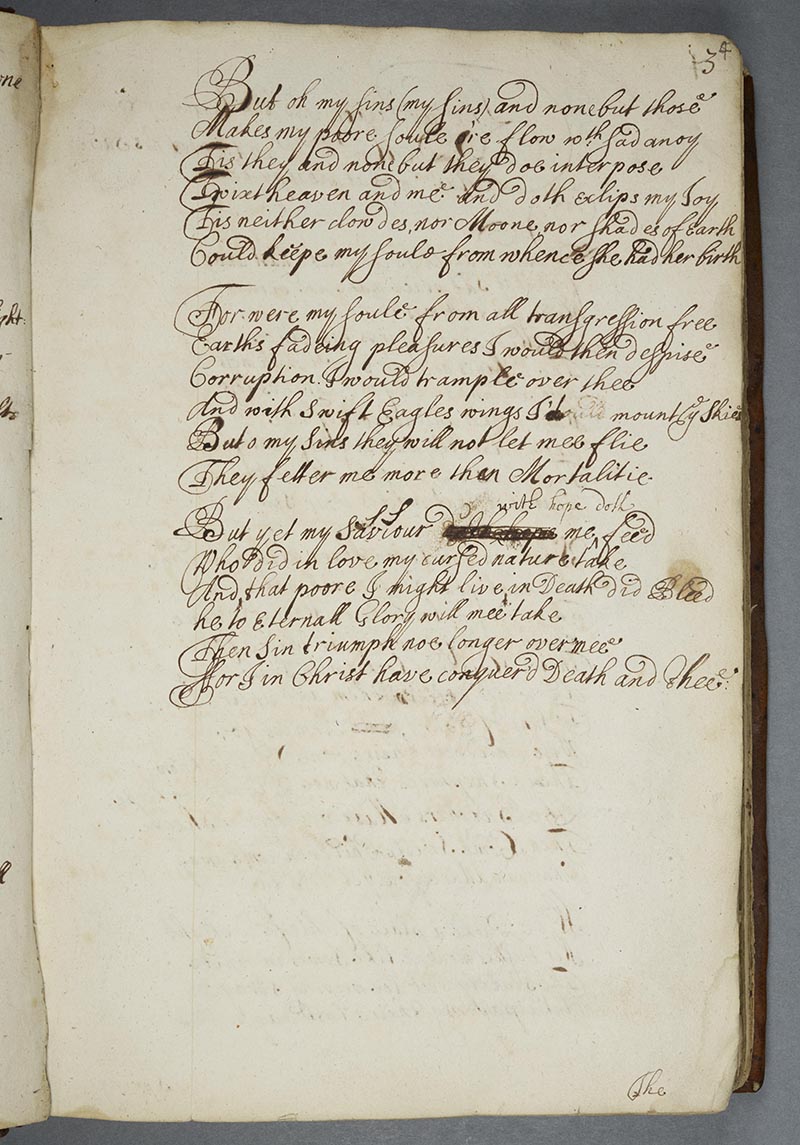 34
But oh my sins (my sins) and none but those
Makes my poore soule o're flow wth sad anoy
Tis they and none but they doe interpose
Twixt heaven and me and doth exlips my Joy
Tis neither clowdes, nor Moone, nor shades of Earth
Could keepe my soule from whence she had her birth
For were my soule from all transgression free
Earths fadeing pleasures I would then despise
Corruption I would trample over thee
And with swift Eagles wings I'd mount ye skies
But o my sins they will not let mee flie
They fetter me more then Mortalitie
with hope doth
But yet my Saviour me feed
Who did in love my cursed nature take
And that poore I might live, in Death did Bleed
he to Eternall Glory will mee take
Then sin triumph noe longer over mee
For I in Christ have conquerd Death and thee:
The